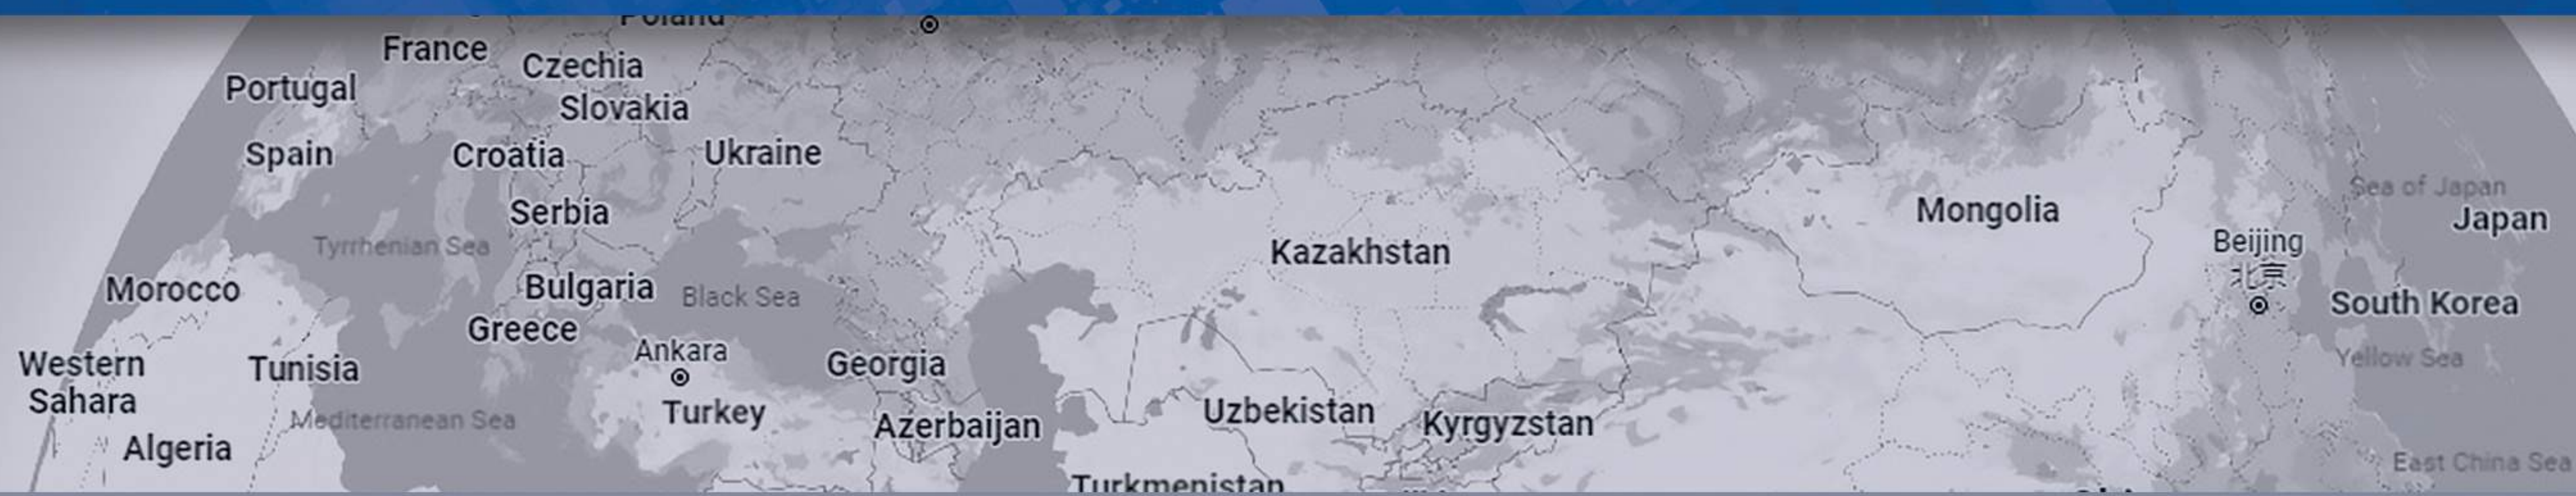 Poland
France
Czechia
Portugal
Slovakia
Spain
Croatia
Ukraine
Serbia
Sea of Japan
Mongolia
Japan
Tyrrhenian Sea
Kazakhstan
Beijing
北京
Morocco
Bulgaria
Black Sea
South Korea
Greece
Ankara
Yellow Sea
Western
Sahara
Tunisia
Georgia
Turkey
Uzbekistan
Kyrgyzstan
Azerbaijan
Mediterranean Sea
Algeria
East China Sea
Turkmenistan